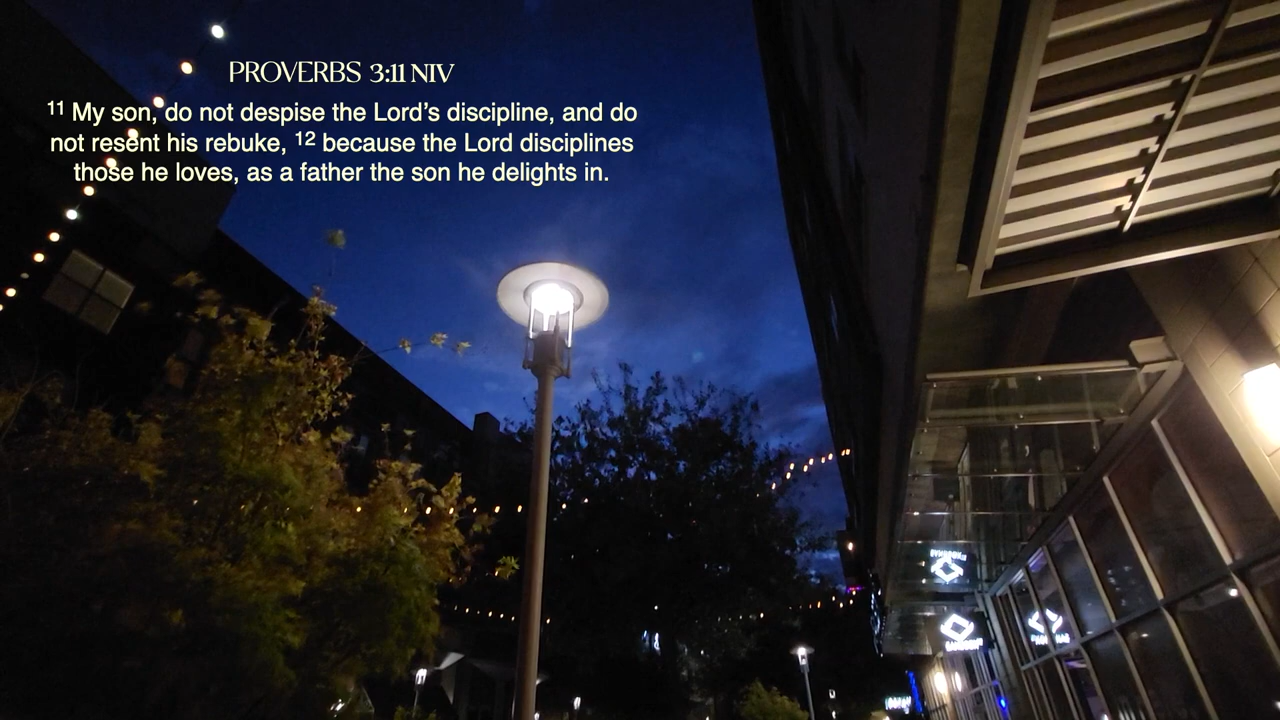 PROVERBS 3:11 NIV
¹¹ My son, do not despise the Lord’s discipline, and do
not resent his rebuke, ¹² because the Lord disciplines
those he loves, as a father the son he delights in.